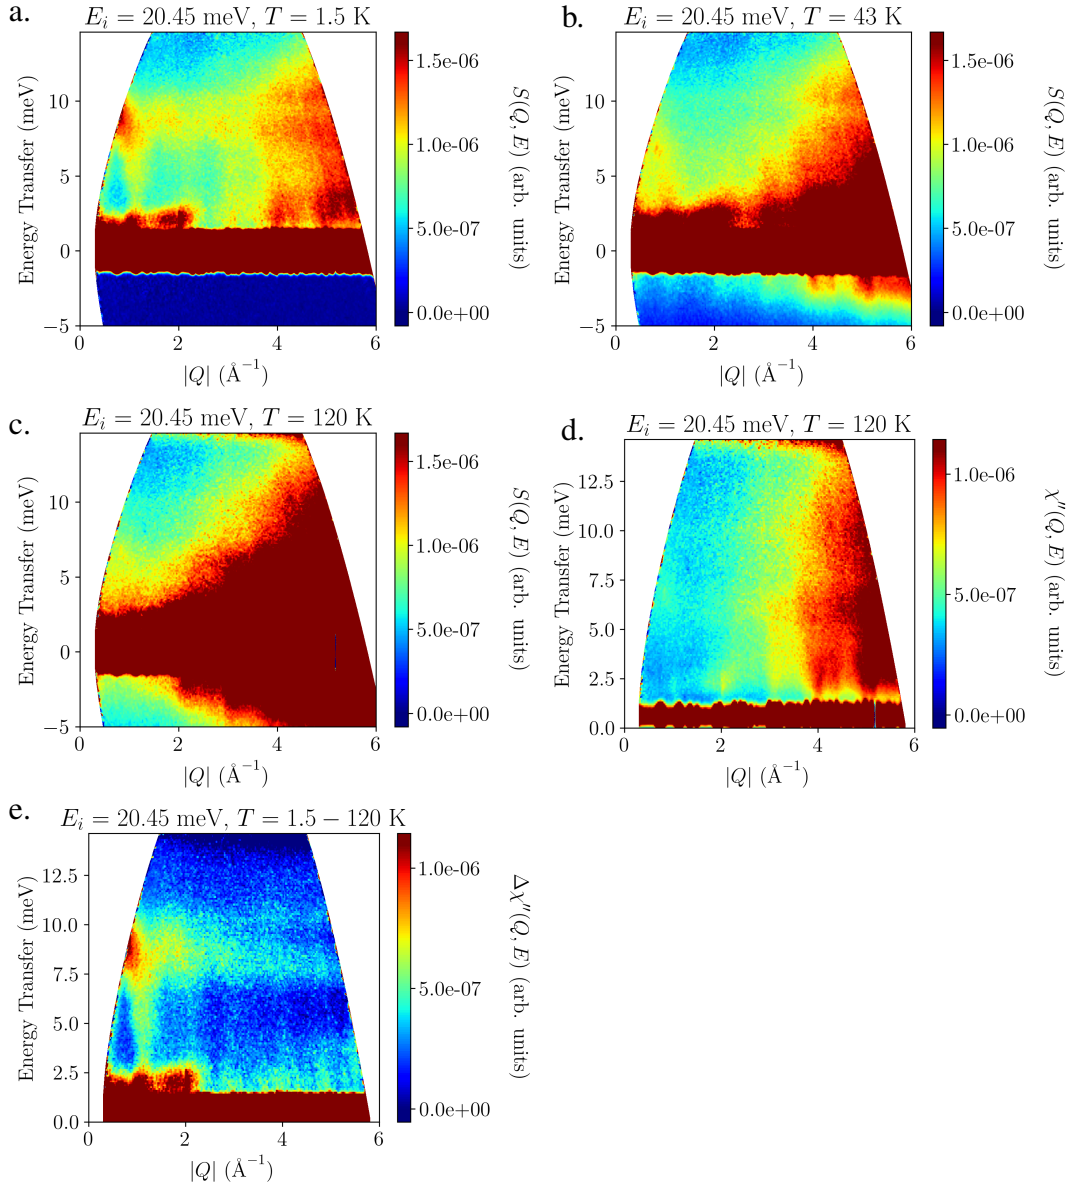 a.
E_i = 20.45 meV, T = 1.5 K
Energy Transfer (meV)
10
5
0
−5
0
2
4
6
|Q| (Å⁻¹)
1.5e-06
1.0e-06
5.0e-07
0.0e+00
S(Q, E) (arb. units)
b.
E_i = 20.45 meV, T = 43 K
Energy Transfer (meV)
10
5
0
−5
0
2
4
6
|Q| (Å⁻¹)
1.5e-06
1.0e-06
5.0e-07
0.0e+00
S(Q, E) (arb. units)
c.
E_i = 20.45 meV, T = 120 K
Energy Transfer (meV)
10
5
0
−5
0
2
4
6
|Q| (Å⁻¹)
1.5e-06
1.0e-06
5.0e-07
0.0e+00
S(Q, E) (arb. units)
d.
E_i = 20.45 meV, T = 120 K
Energy Transfer (meV)
12.5
10.0
7.5
5.0
2.5
0.0
0
2
4
6
|Q| (Å⁻¹)
1.0e-06
5.0e-07
0.0e+00
χ″(Q, E) (arb. units)
e.
E_i = 20.45 meV, T = 1.5 − 120 K
Energy Transfer (meV)
12.5
10.0
7.5
5.0
2.5
0.0
0
2
4
6
|Q| (Å⁻¹)
1.0e-06
5.0e-07
0.0e+00
Δχ″(Q, E) (arb. units)